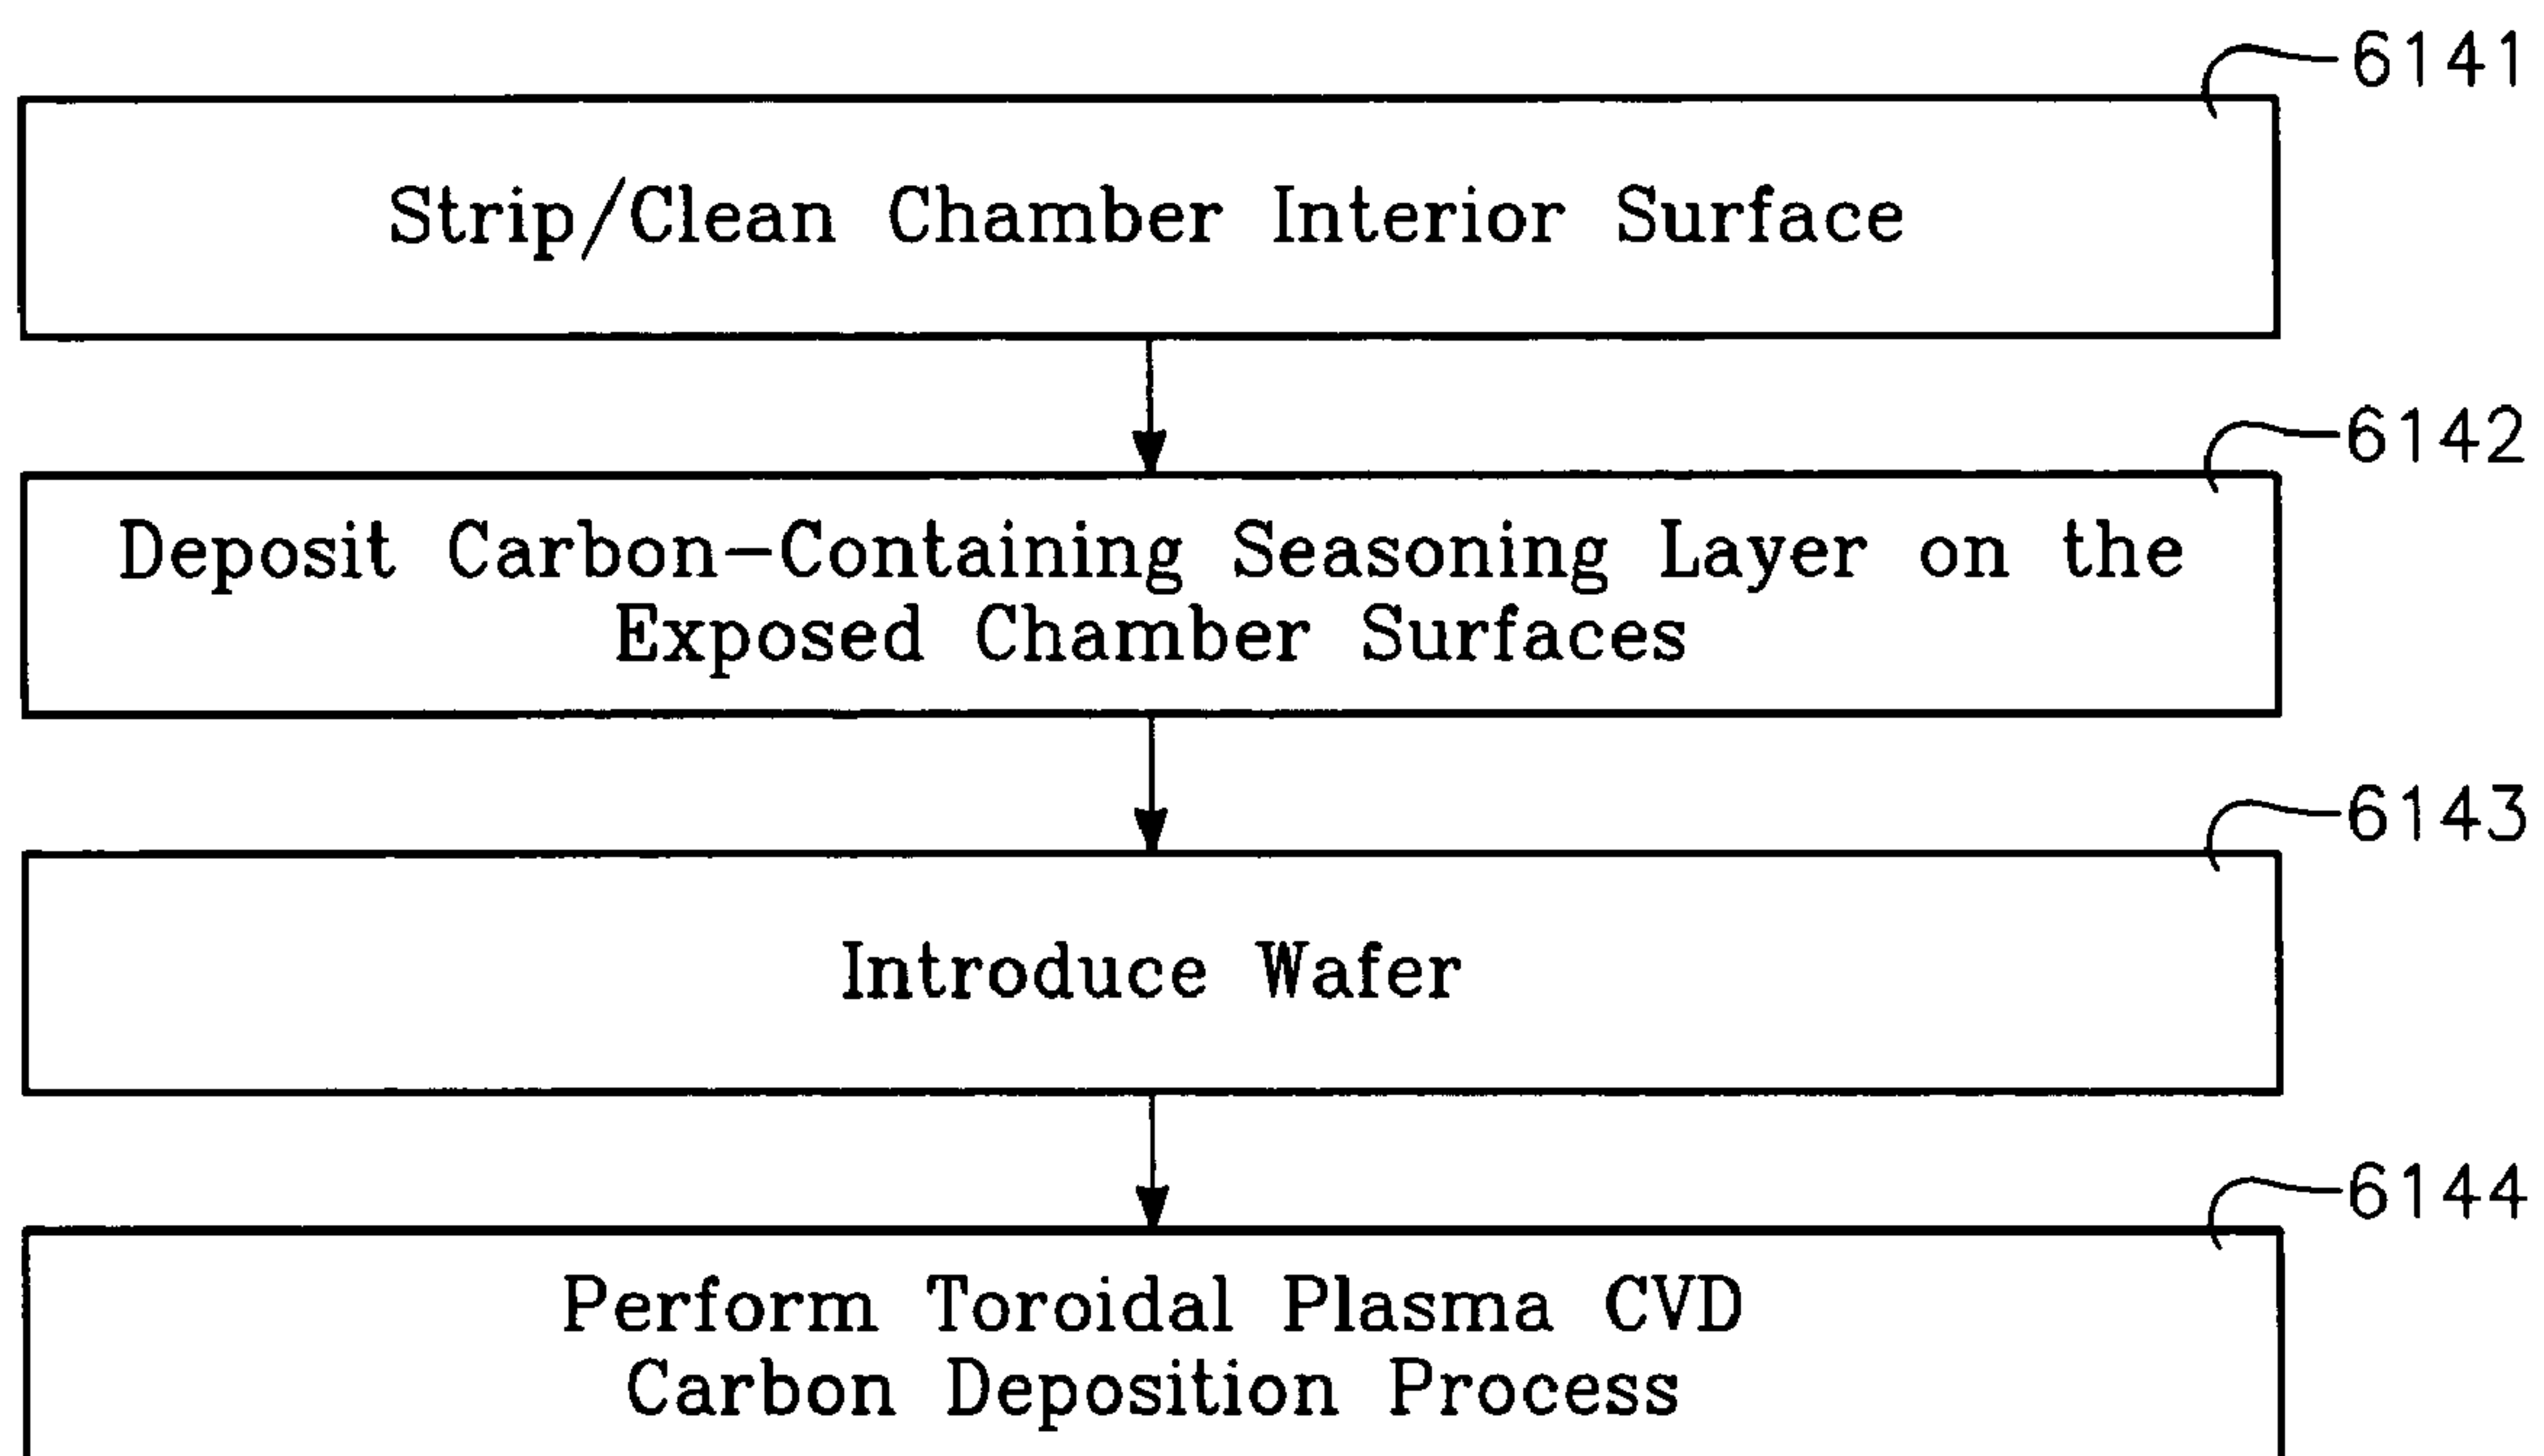 6141
Strip/Clean Chamber Interior Surface
6142
Deposit Carbon-Containing Seasoning Layer on the
Exposed Chamber Surfaces
6143
Introduce Wafer
6144
Perform Toroidal Plasma CVD
Carbon Deposition Process